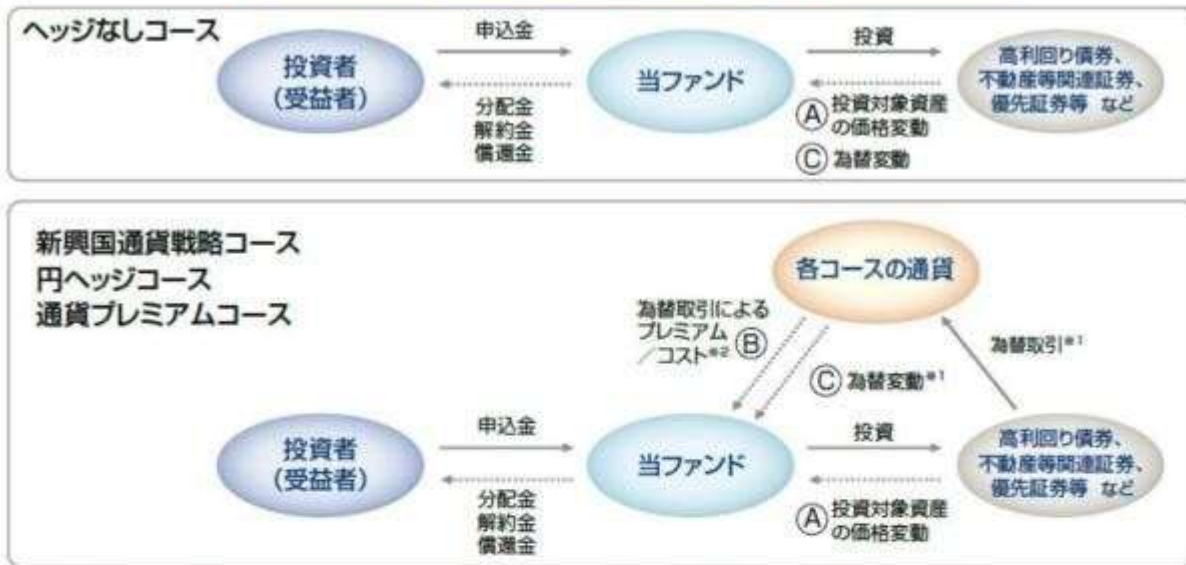 ヘッジなしコース
投資者
(受益者)
申込金
分配金
解約金
償還金
当ファンド
投資
Ⓐ 投資対象資産
の価格変動
Ⓒ 為替変動
高利回り債券、
不動産等関連証券、
優先証券等 など
新興国通貨戦略コース
円ヘッジコース
通貨プレミアムコース
各コースの通貨
為替取引による
プレミアム
／コスト※2 Ⓑ
Ⓒ 為替変動※1
為替取引※1
投資者
(受益者)
申込金
分配金
解約金
償還金
当ファンド
投資
Ⓐ 投資対象資産
の価格変動
高利回り債券、
不動産等関連証券、
優先証券等 など